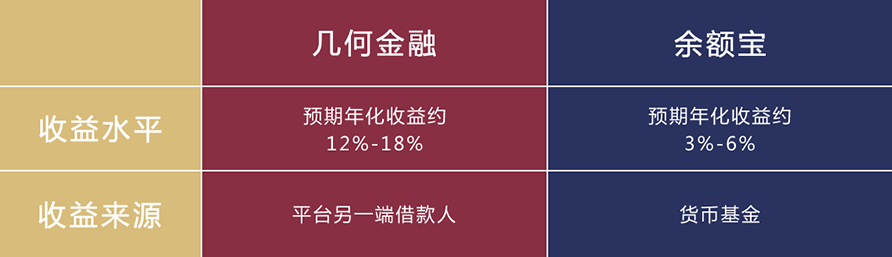 几何金融
余额宝
收益水平
预期年化收益约
12%-18%
预期年化收益约
3%-6%
收益来源
平台另一端借款人
货币基金